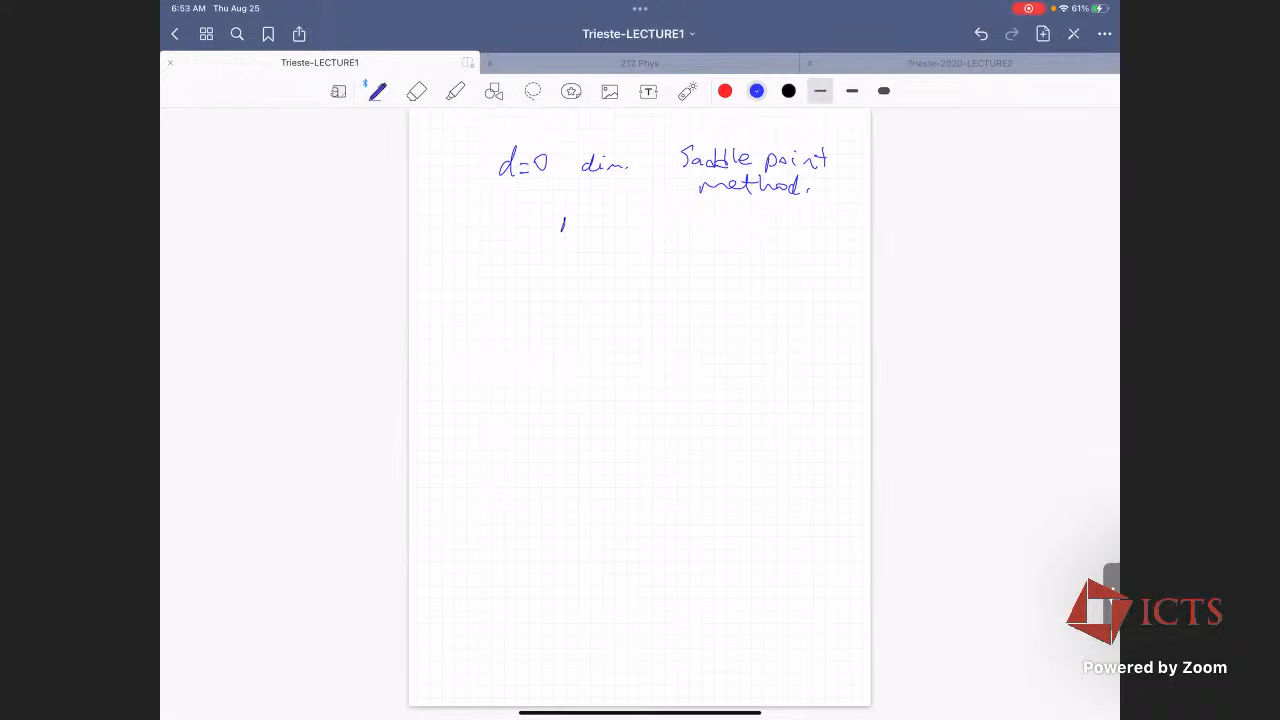 6:53 AM Thu Aug 25
61%
Trieste-LECTURE1
Trieste-LECTURE1
212 Phys
Trieste-2020-LECTURE2
d=0 dim. Saddle point
method.
ICTS
Powered by Zoom